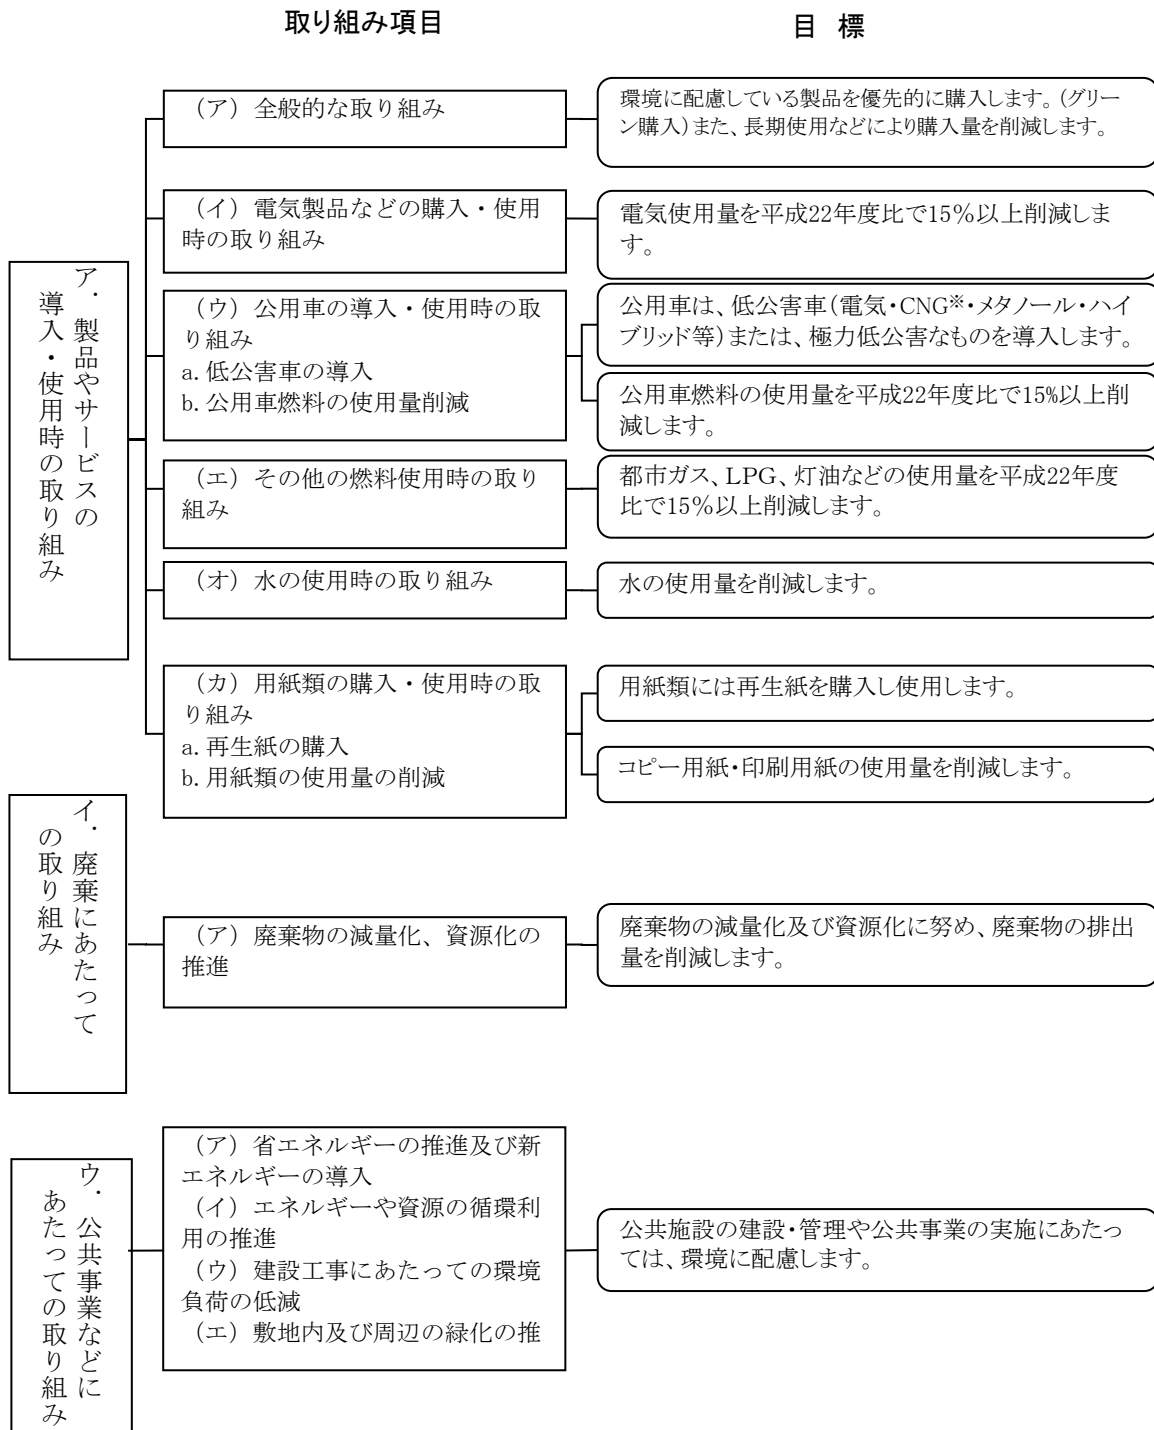 取り組み項目
目　標
ア．製品やサービスの
導入・使用時の取り組み
（ア）全般的な取り組み
環境に配慮している製品を優先的に購入します。(グリー
ン購入)また、長期使用などにより購入量を削減します。
（イ）電気製品などの購入・使用
時の取り組み
電気使用量を平成22年度比で15％以上削減しま
す。
（ウ）公用車の導入・使用時の取
り組み
a.低公害車の導入
b.公用車燃料の使用量削減
公用車は、低公害車(電気・CNG※・メタノール・ハイ
ブリッド等)または、極力低公害なものを導入します。
公用車燃料の使用量を平成22年度比で15%以上削
減します。
（エ）その他の燃料使用時の取り
組み
都市ガス、LPG、灯油などの使用量を平成22年度
比で15％以上削減します。
（オ）水の使用時の取り組み
水の使用量を削減します。
（カ）用紙類の購入・使用時の取
り組み
a.再生紙の購入
b.用紙類の使用量の削減
用紙類には再生紙を購入し使用します。
コピー用紙・印刷用紙の使用量を削減します。
イ．廃棄にあたって
の取り組み
（ア）廃棄物の減量化、資源化の
推進
廃棄物の減量化及び資源化に努め、廃棄物の排出
量を削減します。
ウ．公共事業などに
あたっての取り組み
（ア）省エネルギーの推進及び新
エネルギーの導入
（イ）エネルギーや資源の循環利
用の推進
（ウ）建設工事にあたっての環境
負荷の低減
（エ）敷地内及び周辺の緑化の推
公共施設の建設・管理や公共事業の実施にあたっ
ては、環境に配慮します。